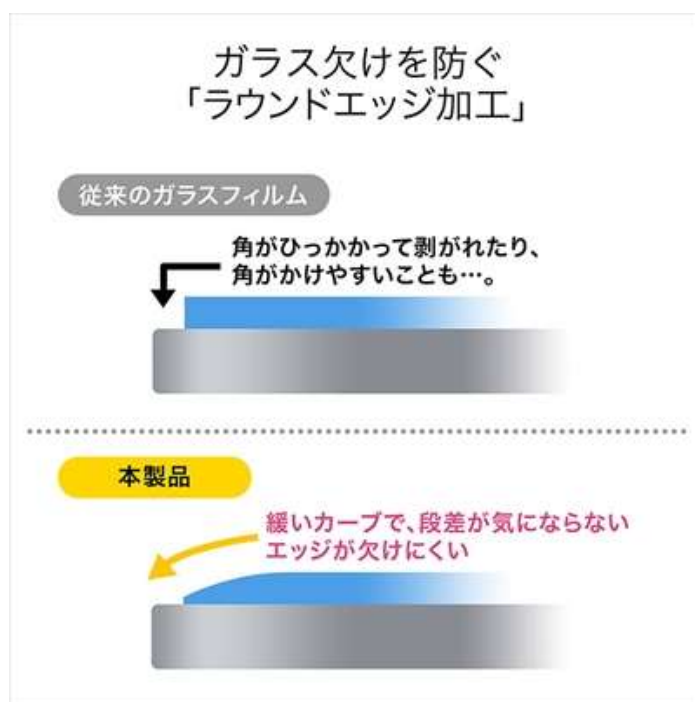 ガラス欠けを防ぐ
「ラウンドエッジ加工」
従来のガラスフィルム
角がひっかかって剥がれたり、
角がかけやすいことも…。
本製品
緩いカーブで、段差が気にならない
エッジが欠けにくい